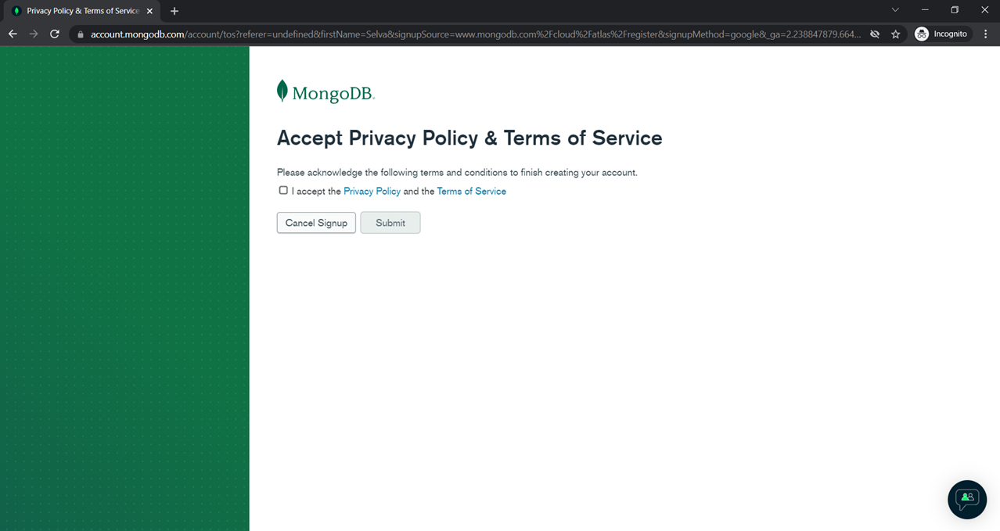 Privacy Policy & Terms of Service
account.mongodb.com/account/tos?referer=undefined&firstName=Selva&signupSource=www.mongodb.com%2Fcloud%2Fatlas%2Fregister&signupMethod=google&_ga=2.238847879.664...
Incognito
MongoDB.
Accept Privacy Policy & Terms of Service
Please acknowledge the following terms and conditions to finish creating your account.
I accept the Privacy Policy and the Terms of Service
Cancel Signup Submit